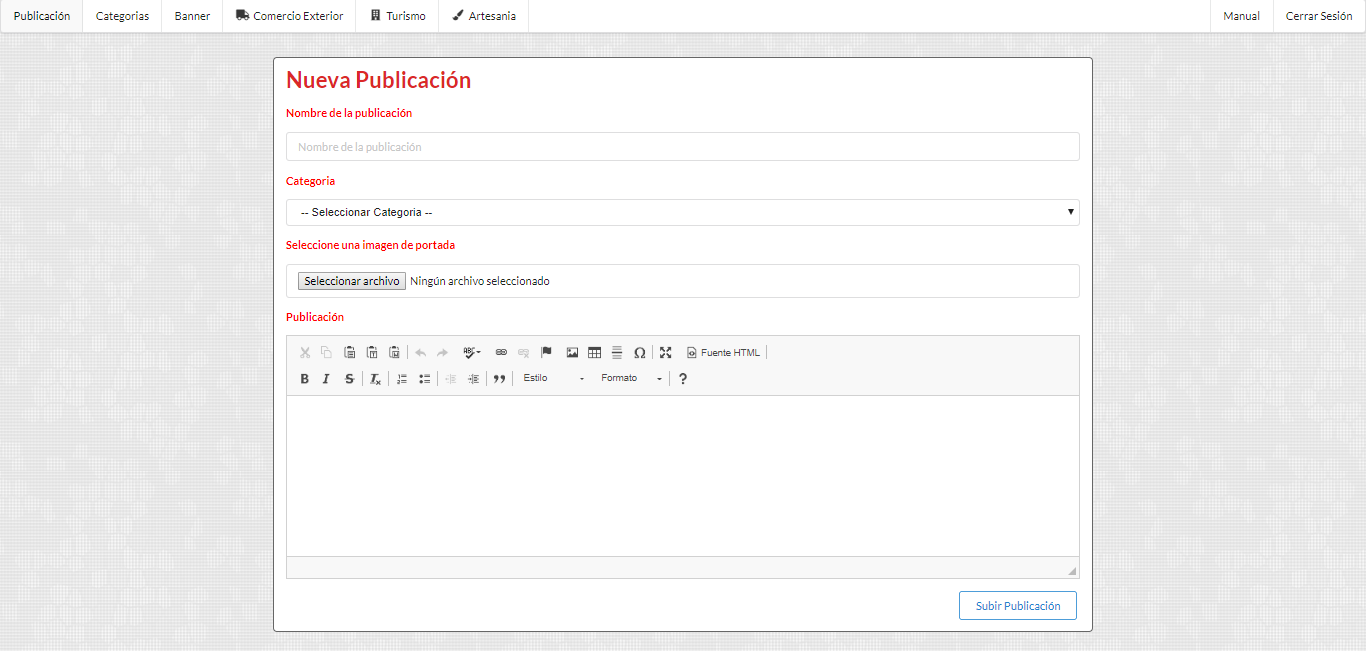 Publicación Categorias Banner Comercio Exterior Turismo Artesania Manual Cerrar Sesión
Nueva Publicación
Nombre de la publicación
Nombre de la publicación
Categoria
-- Seleccionar Categoria --
Seleccione una imagen de portada
Seleccionar archivo Ningún archivo seleccionado
Publicación
ABC Ω Fuente HTML
B I S Ix Estilo Formato ?
Subir Publicación